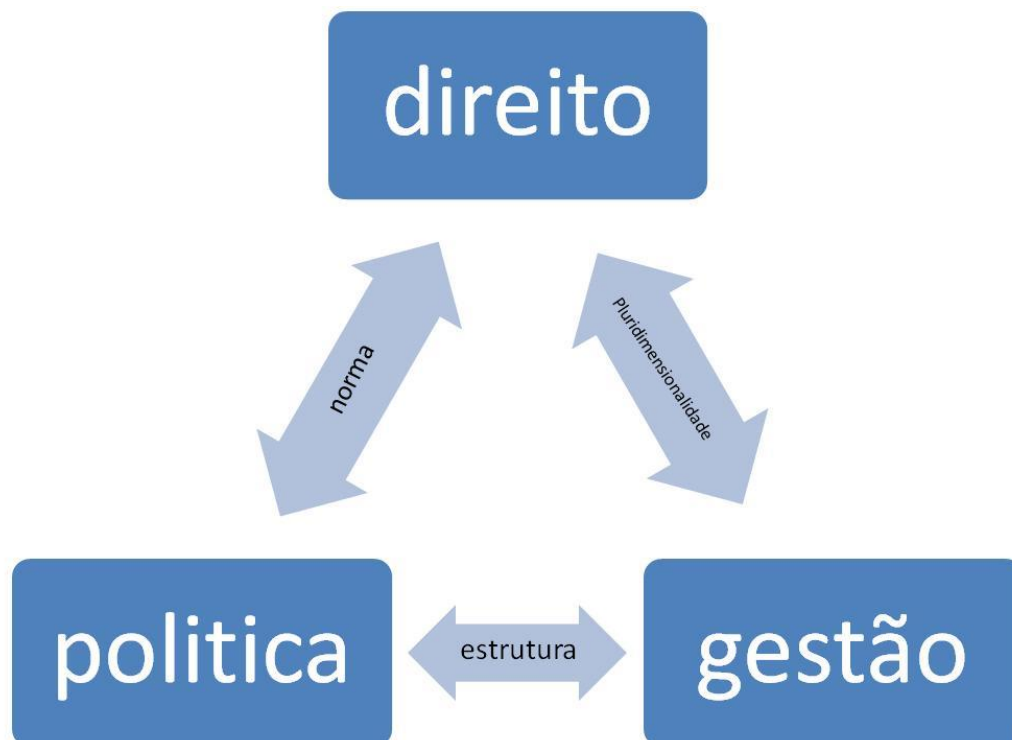 direito
norma
Pluridimensionalidade
politica
estrutura
gestão